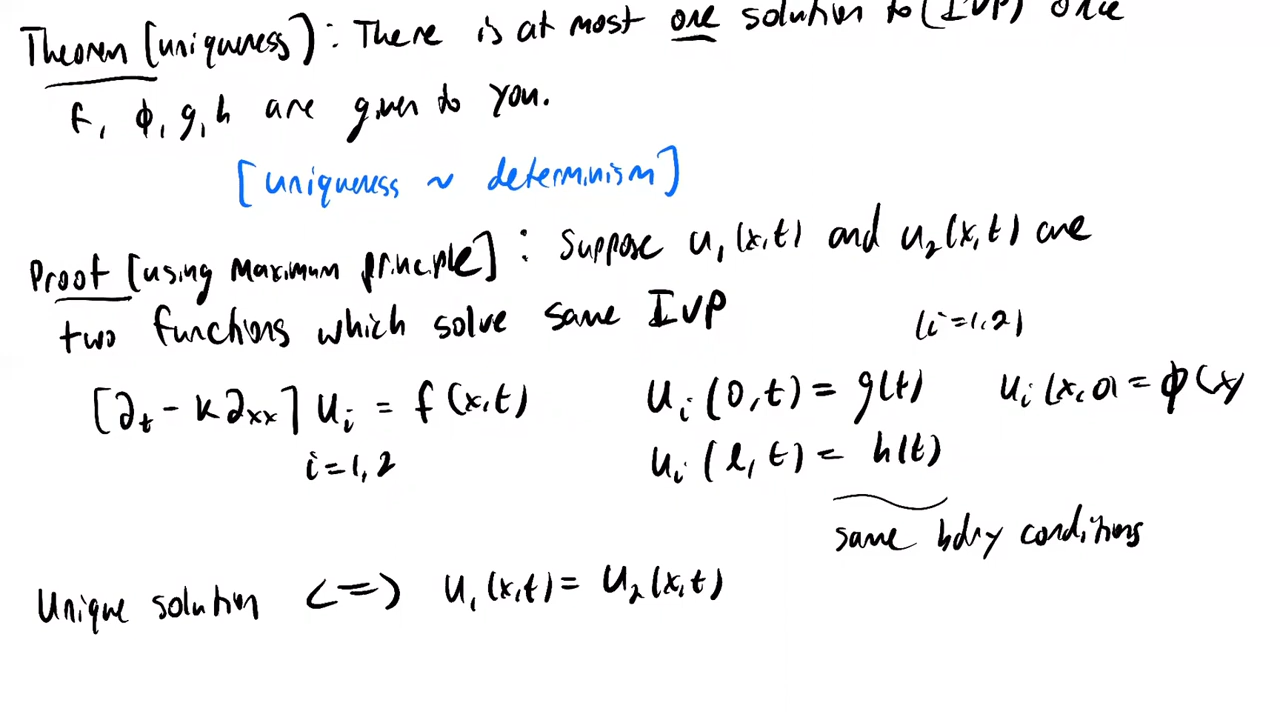 Theorem [uniqueness]: There is at most one solution to (IVP) once
f, φ, g, h are given to you.
[uniqueness ~ determinism]
Proof [using Maximum principle]: Suppose u₁(x,t) and u₂(x,t) are
two functions which solve same IVP
(i=1,2)
[∂ₜ - k∂ₓₓ] uᵢ = f(x,t) uᵢ(0,t) = g(t) uᵢ(x,0) = φ(x)
i=1,2 uᵢ(l,t) = h(t)
same bdry conditions
Unique solution <=> u₁(x,t) = u₂(x,t)